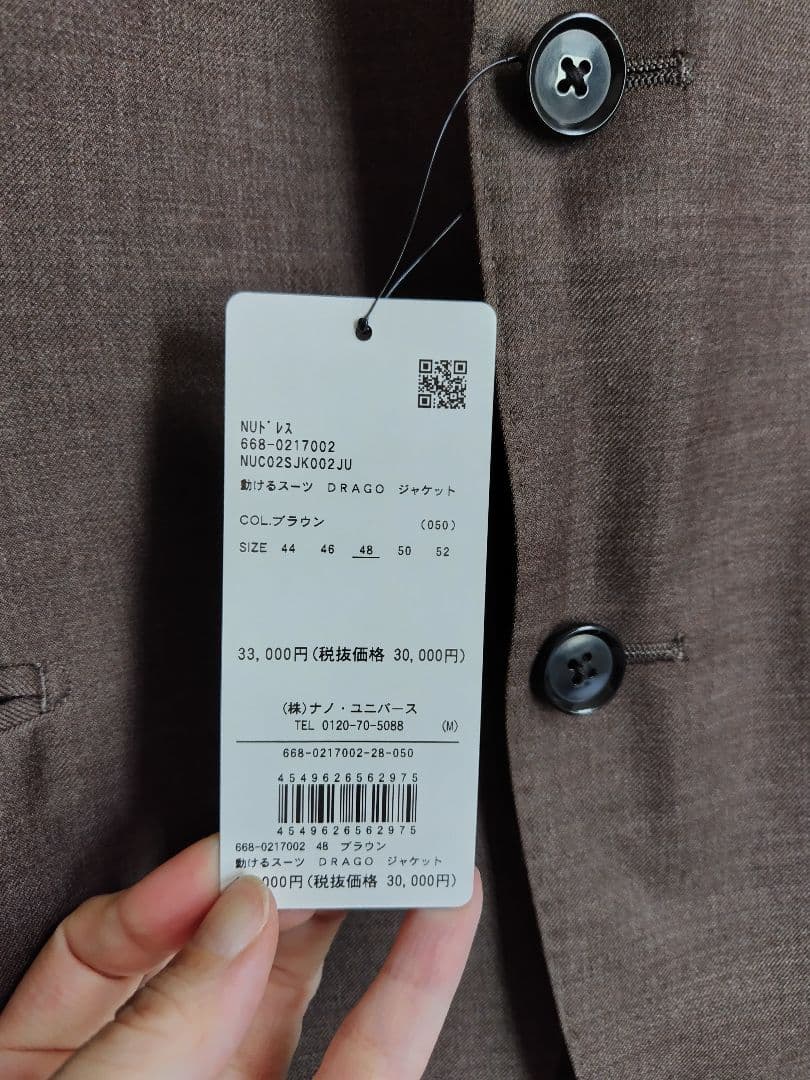 NUドレス
668-0217002
NUC02SJK002JU
動けるスーツ DRAGO ジャケット
COL.ブラウン (050)
SIZE 44 46 48 50 52
33,000円(税抜価格 30,000円)
(株)ナノ・ユニバース
TEL 0120-70-5088 (M)
668-0217002-28-050
4549626562975
4549626562975
668-0217002 48 ブラウン
動けるスーツ DRAGO ジャケット
000円(税抜価格 30,000円)